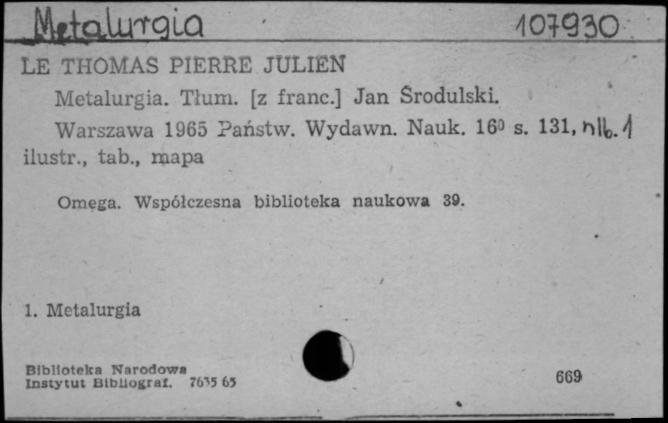 Metalurgia 107930
LE THOMAS PIERRE JULIEN
Metalurgia. Tłum. [z franc.] Jan Środulski.
Warszawa 1965 Państw. Wydawn. Nauk. 16⁰ s. 131, nlb. 1
ilustr., tab., mapa
Omega. Współczesna biblioteka naukowa 39.
1. Metalurgia
Biblioteka Narodowa
Instytut Bibliograf. 7635 65
669